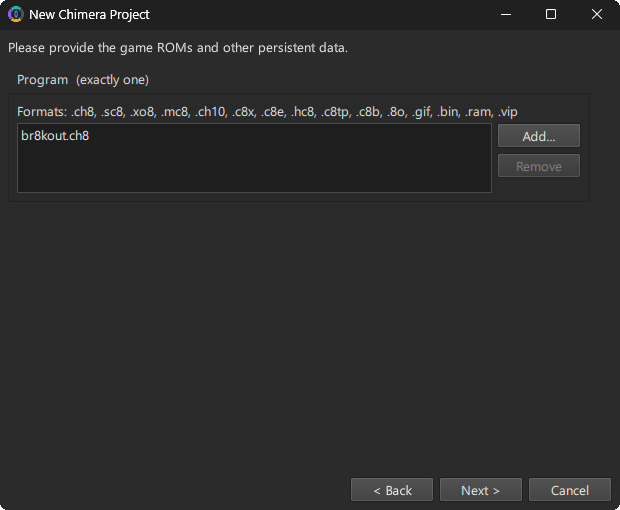 New Chimera Project
Please provide the game ROMs and other persistent data.
Program (exactly one)
Formats: .ch8, .sc8, .xo8, .mc8, .ch10, .c8x, .c8e, .hc8, .c8tp, .c8b, .8o, .gif, .bin, .ram, .vip
br8kout.ch8
Add...
Remove
< Back
Next >
Cancel